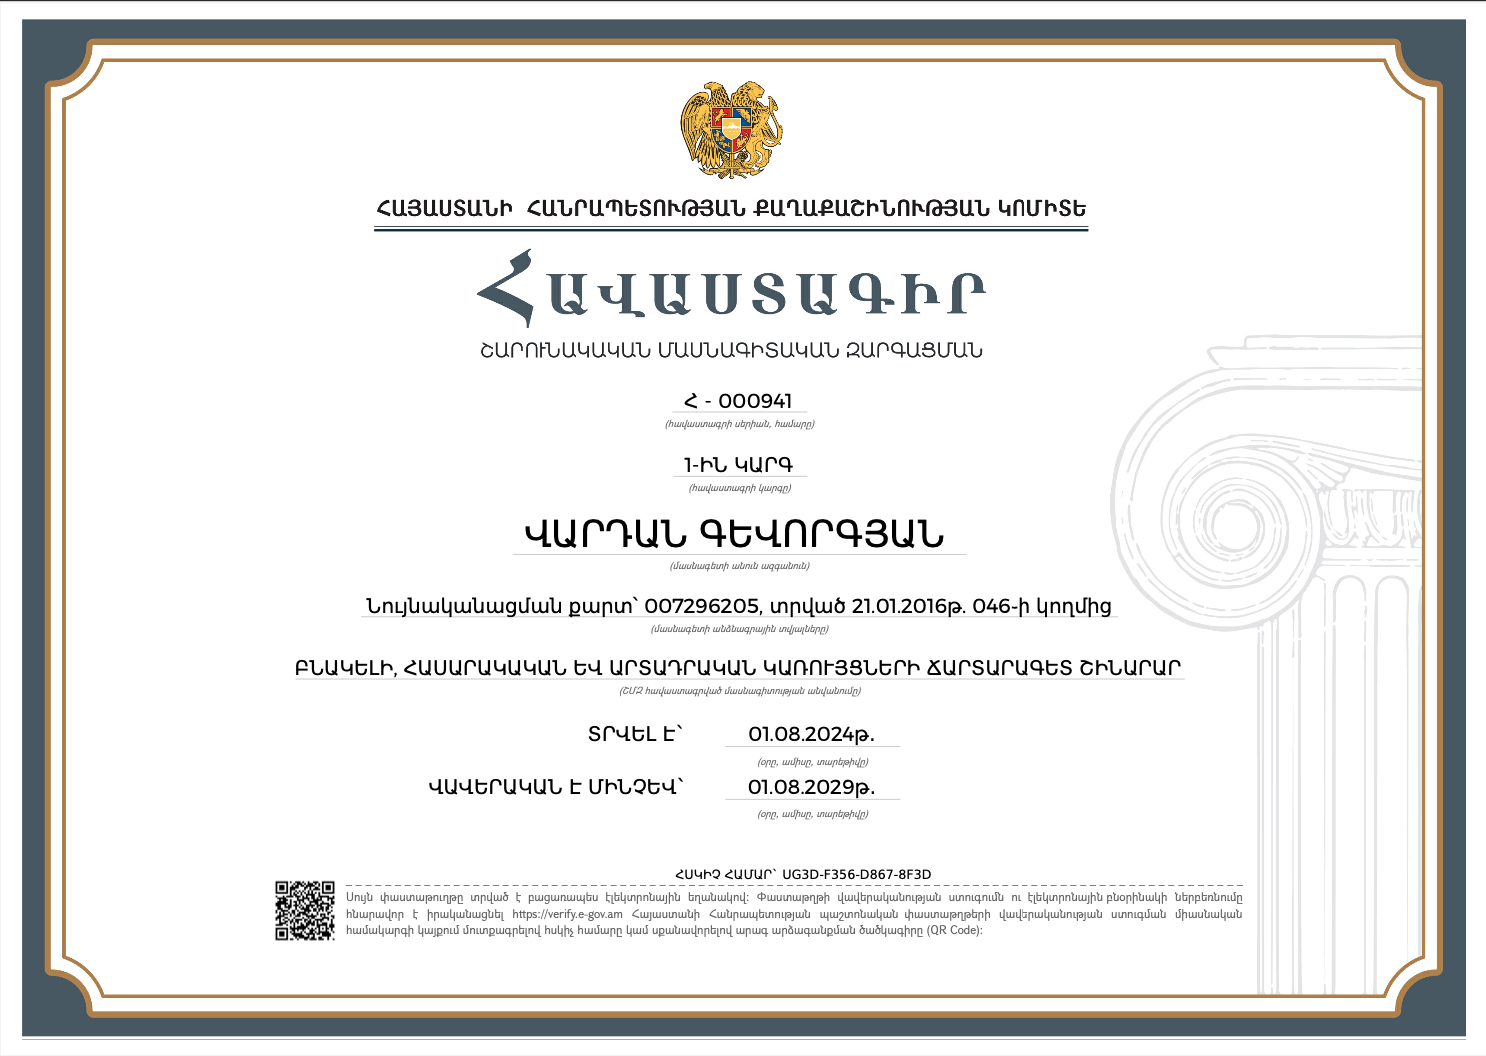 ՀԱՅԱՍՏԱՆԻ ՀԱՆՐԱՊԵՏՈՒԹՅԱՆ ՔԱՂԱՔԱՇԻՆՈՒԹՅԱՆ ԿՈՄԻՏԵ
ՀԱՎԱՍՏԱԳԻՐ
ՇԱՐՈՒՆԱԿԱԿԱՆ ՄԱՍՆԱԳԻՏԱԿԱՆ ԶԱՐԳԱՑՄԱՆ
Հ - 000941
(հավաստագրի սերիան, համարը)
1-ԻՆ ԿԱՐԳ
(հավաստագրի կարգը)
ՎԱՐԴԱՆ ԳԵՎՈՐԳՅԱՆ
(մասնագետի անուն ազգանուն)
Նույնականացման քարտ՝ 007296205, տրված 21.01.2016թ. 046-ի կողմից
(մասնագետի անձնագրային տվյալները)
ԲՆԱԿԵԼԻ, ՀԱՍԱՐԱԿԱԿԱՆ ԵՎ ԱՐՏԱԴՐԱԿԱՆ ԿԱՌՈՒՅՑՆԵՐԻ ՃԱՐՏԱՐԱԳԵՏ ՇԻՆԱՐԱՐ
(ՇՄԶ հավաստագրված մասնագիտության անվանումը)
ՏՐՎԵԼ Է՝ 01.08.2024թ.
(օրը, ամիսը, տարեթիվը)
ՎԱՎԵՐԱԿԱՆ Է ՄԻՆՉԵՎ՝ 01.08.2029թ.
(օրը, ամիսը, տարեթիվը)
ՀՍԿԻՉ ՀԱՄԱՐ՝ UG3D-F356-D867-8F3D
Սույն փաստաթուղթը տրված է բացառապես էլեկտրոնային եղանակով: Փաստաթղթի վավերականության ստուգումն ու էլեկտրոնային բնօրինակի ներբեռնումը
հնարավոր է իրականացնել https://verify.e-gov.am Հայաստանի Հանրապետության պաշտոնական փաստաթղթերի վավերականության ստուգման միասնական
համակարգի կայքում մուտքագրելով հսկիչ համարը կամ սքանավորելով արագ արձագանքման ծածկագիրը (QR Code):